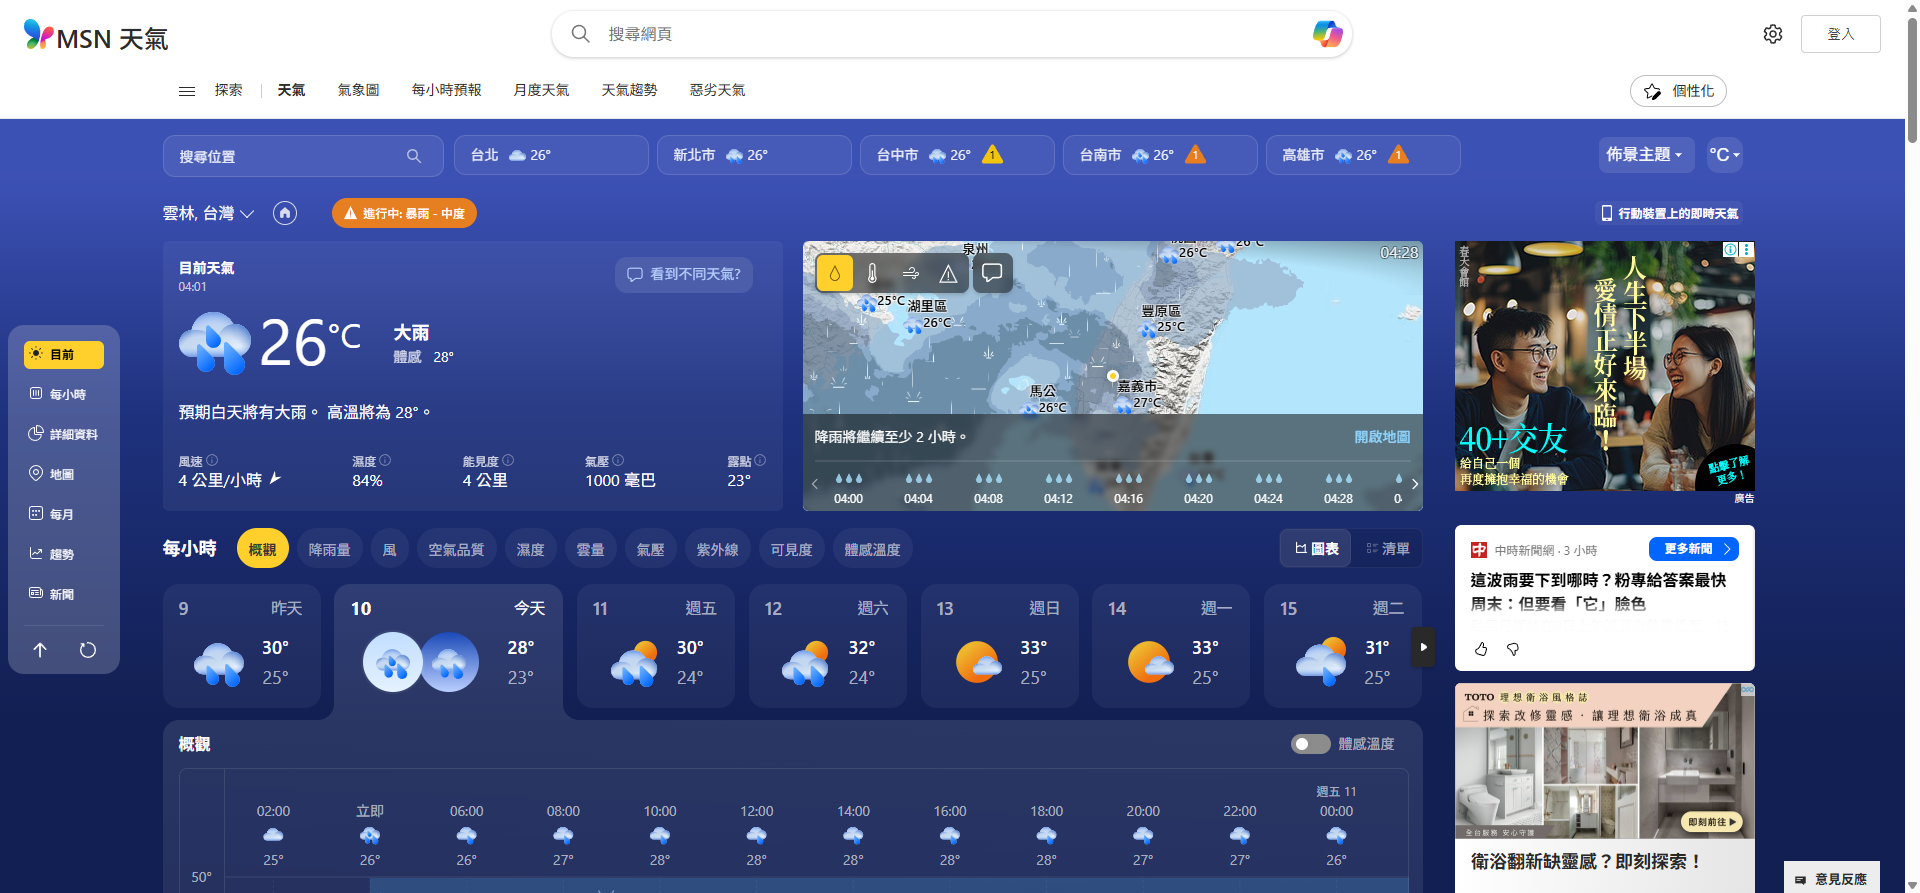 MSN 天氣
搜尋網頁
登入
探索
天氣
氣象圖
每小時預報
月度天氣
天氣趨勢
惡劣天氣
個性化
搜尋位置
台北 26°
新北市 26°
台中市 26° 1
台南市 26° 1
高雄市 26° 1
佈景主題
°C
雲林, 台灣
進行中: 暴雨 - 中度
行動裝置上的即時天氣
目前天氣
04:01
看到不同天氣?
26°C
大雨
體感 28°
預期白天將有大雨。 高溫將為 28°。
風速
4 公里/小時
濕度
84%
能見度
4 公里
氣壓
1000 毫巴
露點
23°
泉州
26°C
26°C
04:28
25°C
湖里區
26°C
豐原區
25°C
馬公
26°C
嘉義市
27°C
降雨將繼續至少 2 小時。
開啟地圖
04:00
04:04
04:08
04:12
04:16
04:20
04:24
04:28
春天會館
人生下半場
愛情正好來臨！
40+交友
給自己一個
再度擁抱幸福的機會
點擊了解
更多！
廣告
目前
每小時
詳細資料
地圖
每月
趨勢
新聞
每小時
概觀
降雨量
風
空氣品質
濕度
雲量
氣壓
紫外線
可見度
體感溫度
圖表
清單
9 昨天
30°
25°
10 今天
28°
23°
11 週五
30°
24°
12 週六
32°
24°
13 週日
33°
25°
14 週一
33°
25°
15 週二
31°
25°
中時新聞網 · 3 小時
更多新聞
這波雨要下到哪時？粉專給答案最快
周末：但要看「它」臉色
概觀
體感溫度
週五 11
02:00
立即
06:00
08:00
10:00
12:00
14:00
16:00
18:00
20:00
22:00
00:00
25°
26°
26°
27°
28°
28°
28°
28°
28°
27°
27°
26°
50°
TOTO 理想衛浴風格誌
探索改修靈感．讓理想衛浴成真
全台服務 安心守護
即刻前往
衛浴翻新缺靈感？即刻探索！
意見反應